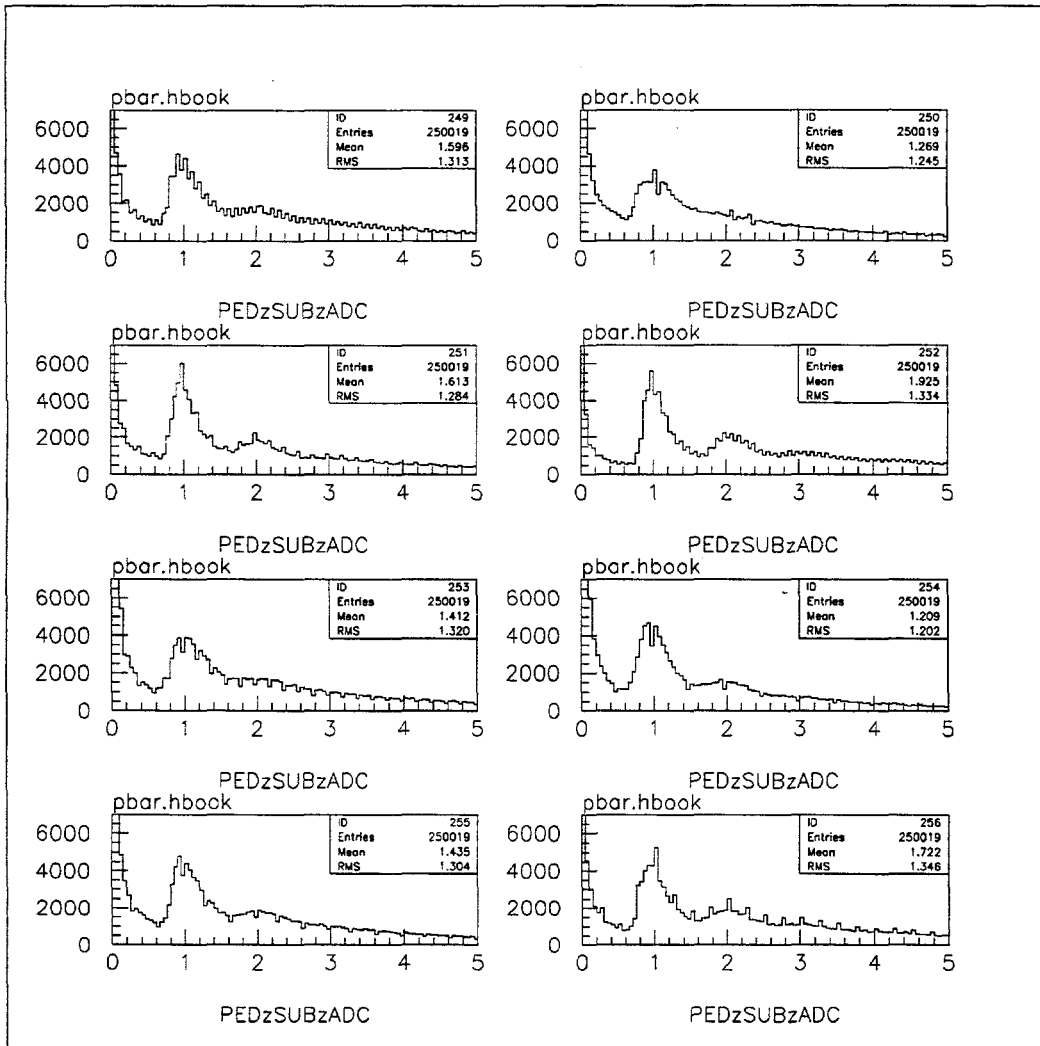 pbar.hbook
ID 249
Entries 250019
Mean 1.596
RMS 1.313
6000
4000
2000
0
0 1 2 3 4 5
PEDzSUBzADC
pbar.hbook
ID 250
Entries 250019
Mean 1.269
RMS 1.245
6000
4000
2000
0
0 1 2 3 4 5
PEDzSUBzADC
pbar.hbook
ID 251
Entries 250019
Mean 1.613
RMS 1.284
6000
4000
2000
0
0 1 2 3 4 5
PEDzSUBzADC
pbar.hbook
ID 252
Entries 250019
Mean 1.925
RMS 1.334
6000
4000
2000
0
0 1 2 3 4 5
PEDzSUBzADC
pbar.hbook
ID 253
Entries 250019
Mean 1.412
RMS 1.320
6000
4000
2000
0
0 1 2 3 4 5
PEDzSUBzADC
pbar.hbook
ID 254
Entries 250019
Mean 1.209
RMS 1.202
6000
4000
2000
0
0 1 2 3 4 5
PEDzSUBzADC
pbar.hbook
ID 255
Entries 250019
Mean 1.435
RMS 1.304
6000
4000
2000
0
0 1 2 3 4 5
PEDzSUBzADC
pbar.hbook
ID 256
Entries 250019
Mean 1.722
RMS 1.346
6000
4000
2000
0
0 1 2 3 4 5
PEDzSUBzADC